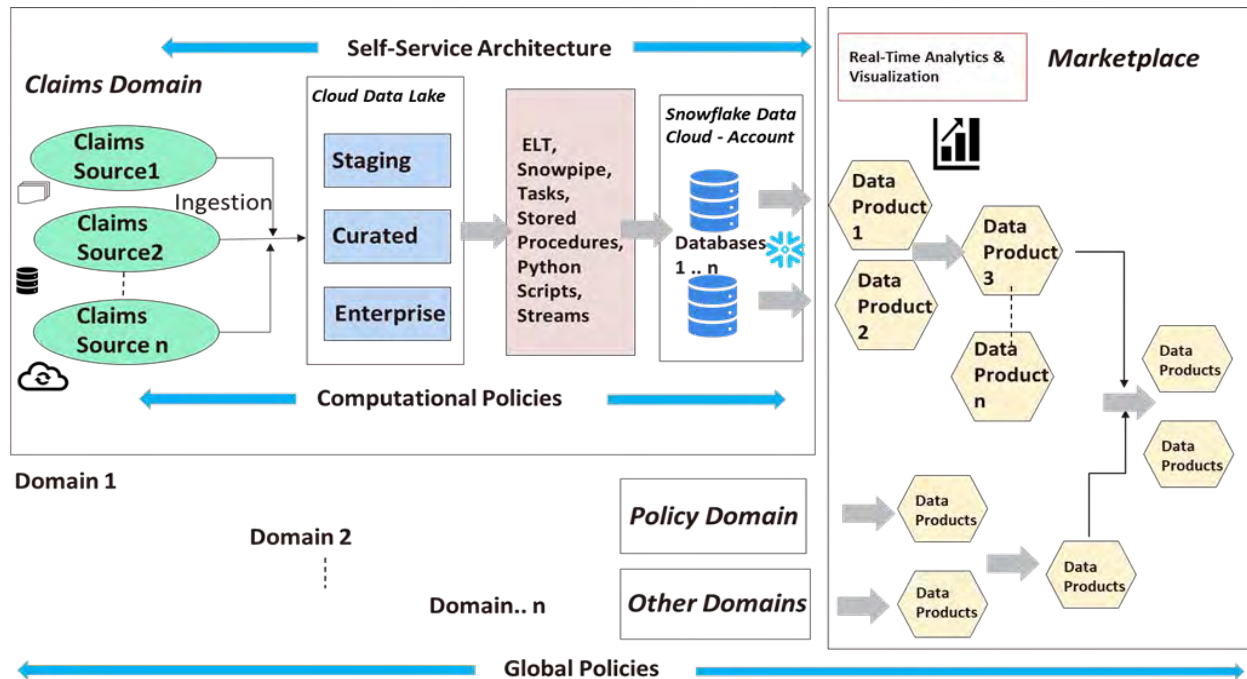 Self-Service Architecture
Claims Domain
Claims
Source1
Ingestion
Claims
Source2
Claims
Source n
Cloud Data Lake
Staging
Curated
Enterprise
ELT,
Snowpipe,
Tasks,
Stored
Procedures,
Python
Scripts,
Streams
Snowflake Data
Cloud - Account
Databases
1 .. n
Computational Policies
Real-Time Analytics &
Visualization
Marketplace
Data
Product
1
Data
Product
2
Data
Product
3
Data
Product
n
Data
Products
Data
Products
Domain 1
Domain 2
Domain.. n
Policy Domain
Other Domains
Data
Products
Data
Products
Data
Products
Global Policies